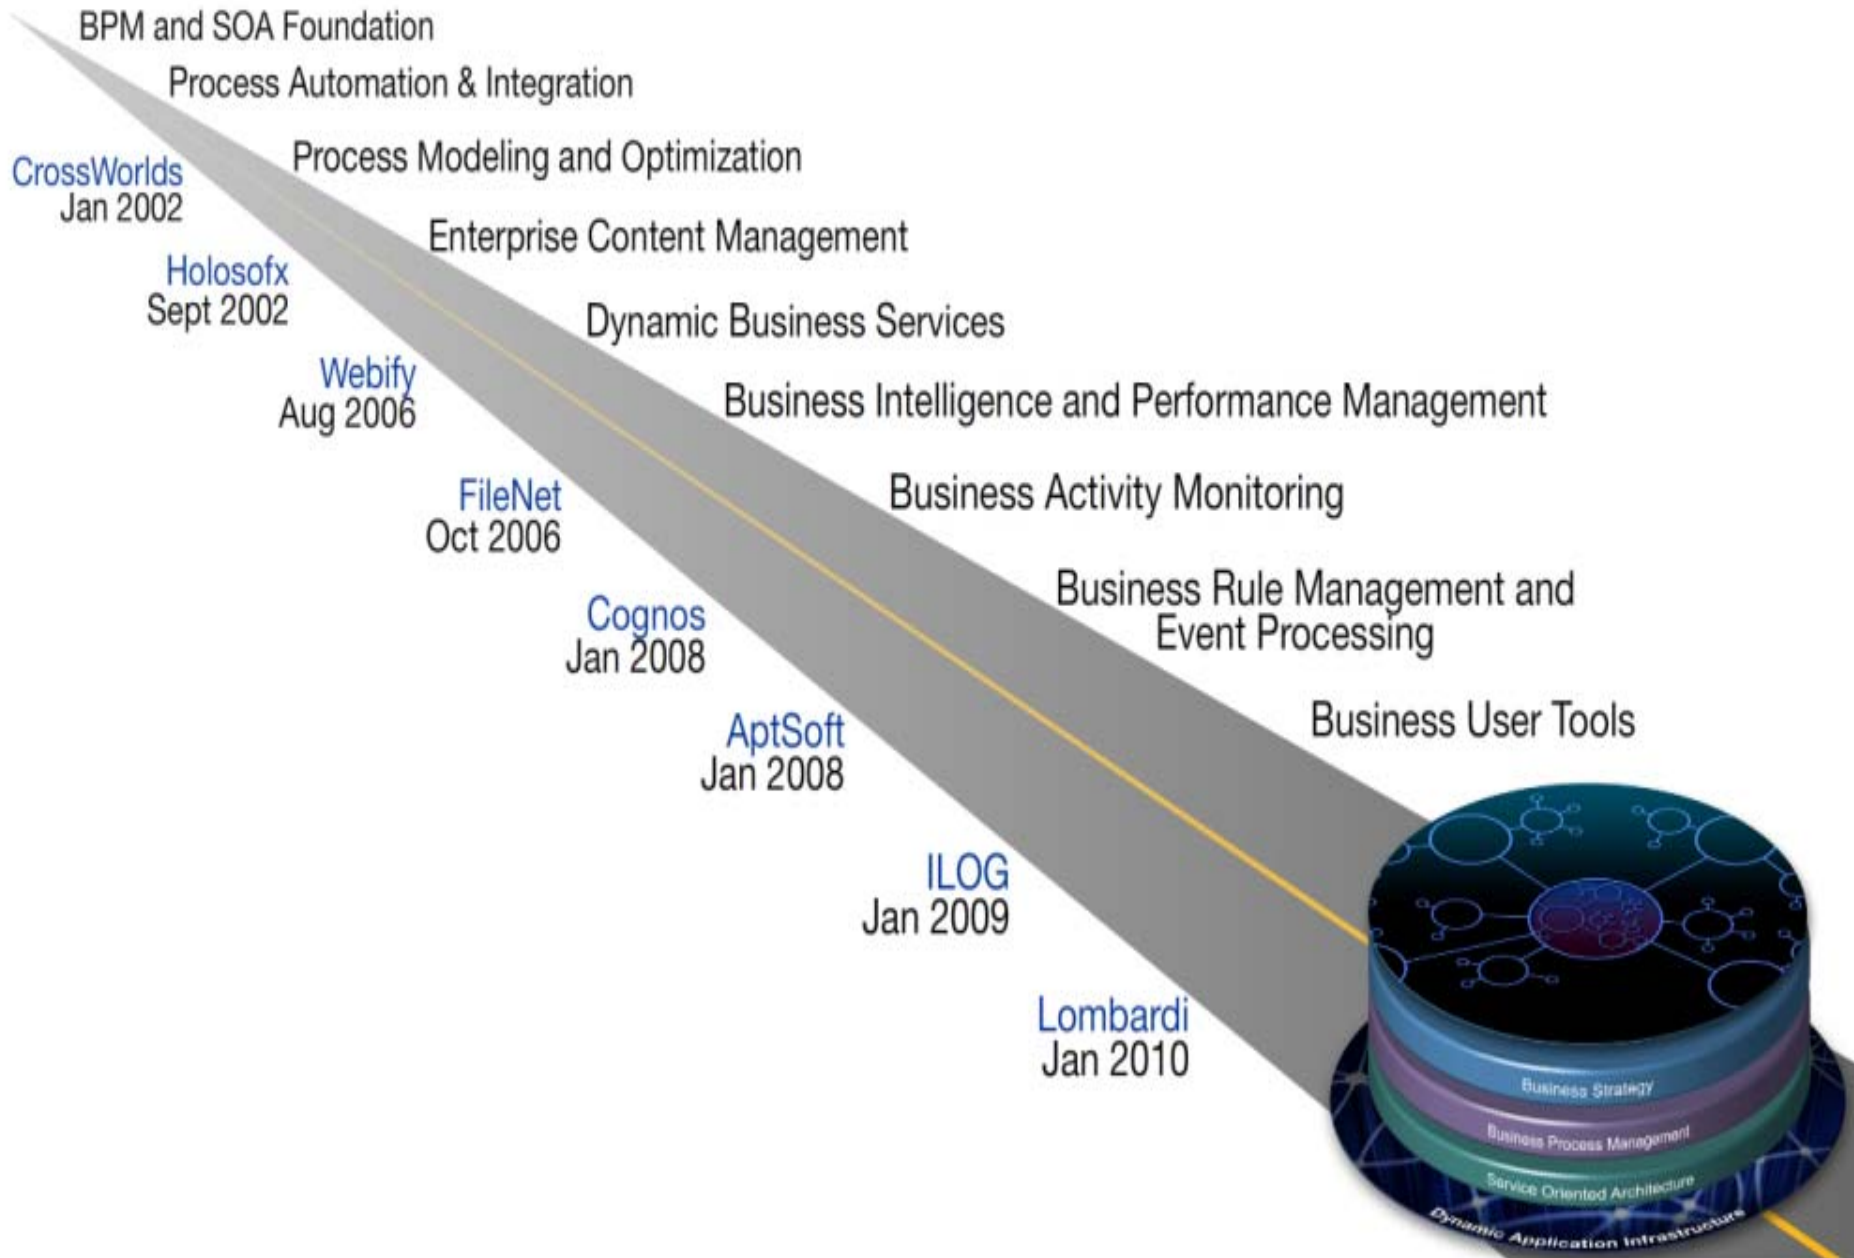 BPM and SOA Foundation
Process Automation & Integration
Process Modeling and Optimization
CrossWorlds
Jan 2002
Enterprise Content Management
Holosofx
Sept 2002
Dynamic Business Services
Webify
Aug 2006
Business Intelligence and Performance Management
Business Activity Monitoring
FileNet
Oct 2006
Business Rule Management and
Event Processing
Cognos
Jan 2008
Business User Tools
AptSoft
Jan 2008
ILOG
Jan 2009
Lombardi
Jan 2010
Business Strategy
Business Process Management
Service Oriented Architecture
Dynamic Application Infrastructure